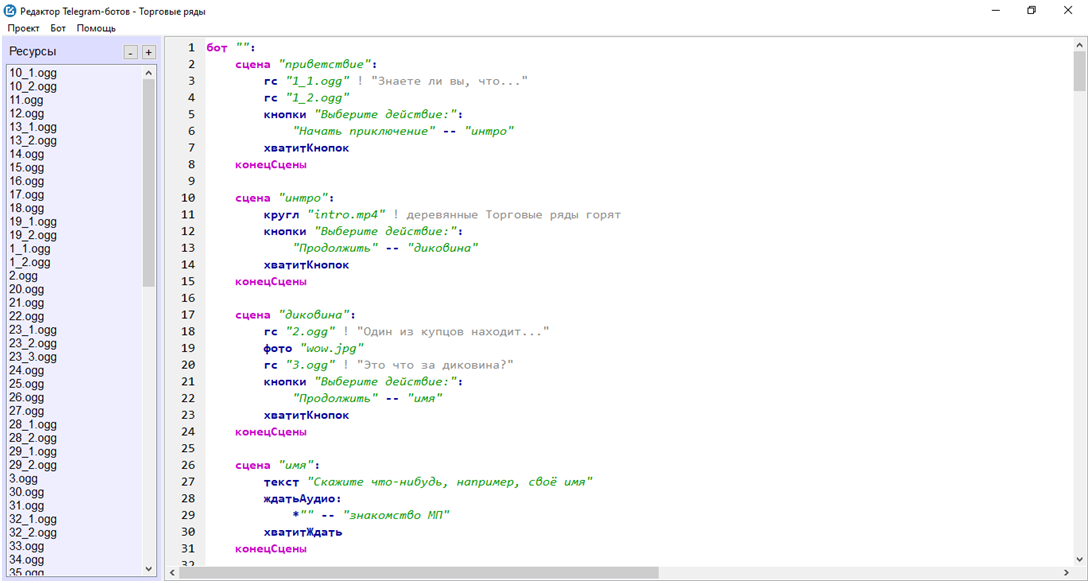 Редактор Telegram-ботов - Торговые ряды
Проект Бот Помощь
Ресурсы - +
10_1.ogg
10_2.ogg
11.ogg
12.ogg
13_1.ogg
13_2.ogg
14.ogg
15.ogg
16.ogg
17.ogg
18.ogg
19_1.ogg
19_2.ogg
1_1.ogg
1_2.ogg
2.ogg
20.ogg
21.ogg
22.ogg
23_1.ogg
23_2.ogg
23_3.ogg
24.ogg
25.ogg
26.ogg
27.ogg
28_1.ogg
28_2.ogg
29_1.ogg
29_2.ogg
3.ogg
30.ogg
31.ogg
32_1.ogg
32_2.ogg
33.ogg
34.ogg
35.ogg
1 бот "":
2 сцена "приветствие":
3 гс "1_1.ogg" ! "Знаете ли вы, что..."
4 гс "1_2.ogg"
5 кнопки "Выберите действие:":
6 "Начать приключение" -- "интро"
7 хватитКнопок
8 конецСцены
9
10 сцена "интро":
11 кругл "intro.mp4" ! деревянные Торговые ряды горят
12 кнопки "Выберите действие:":
13 "Продолжить" -- "диковина"
14 хватитКнопок
15 конецСцены
16
17 сцена "диковина":
18 гс "2.ogg" ! "Один из купцов находит..."
19 фото "wow.jpg"
20 гс "3.ogg" ! "Это что за диковина?"
21 кнопки "Выберите действие:":
22 "Продолжить" -- "имя"
23 хватитКнопок
24 конецСцены
25
26 сцена "имя":
27 текст "Скажите что-нибудь, например, своё имя"
28 ждатьАудио:
29 *"" -- "знакомство МП"
30 хватитЖдать
31 конецСцены
32